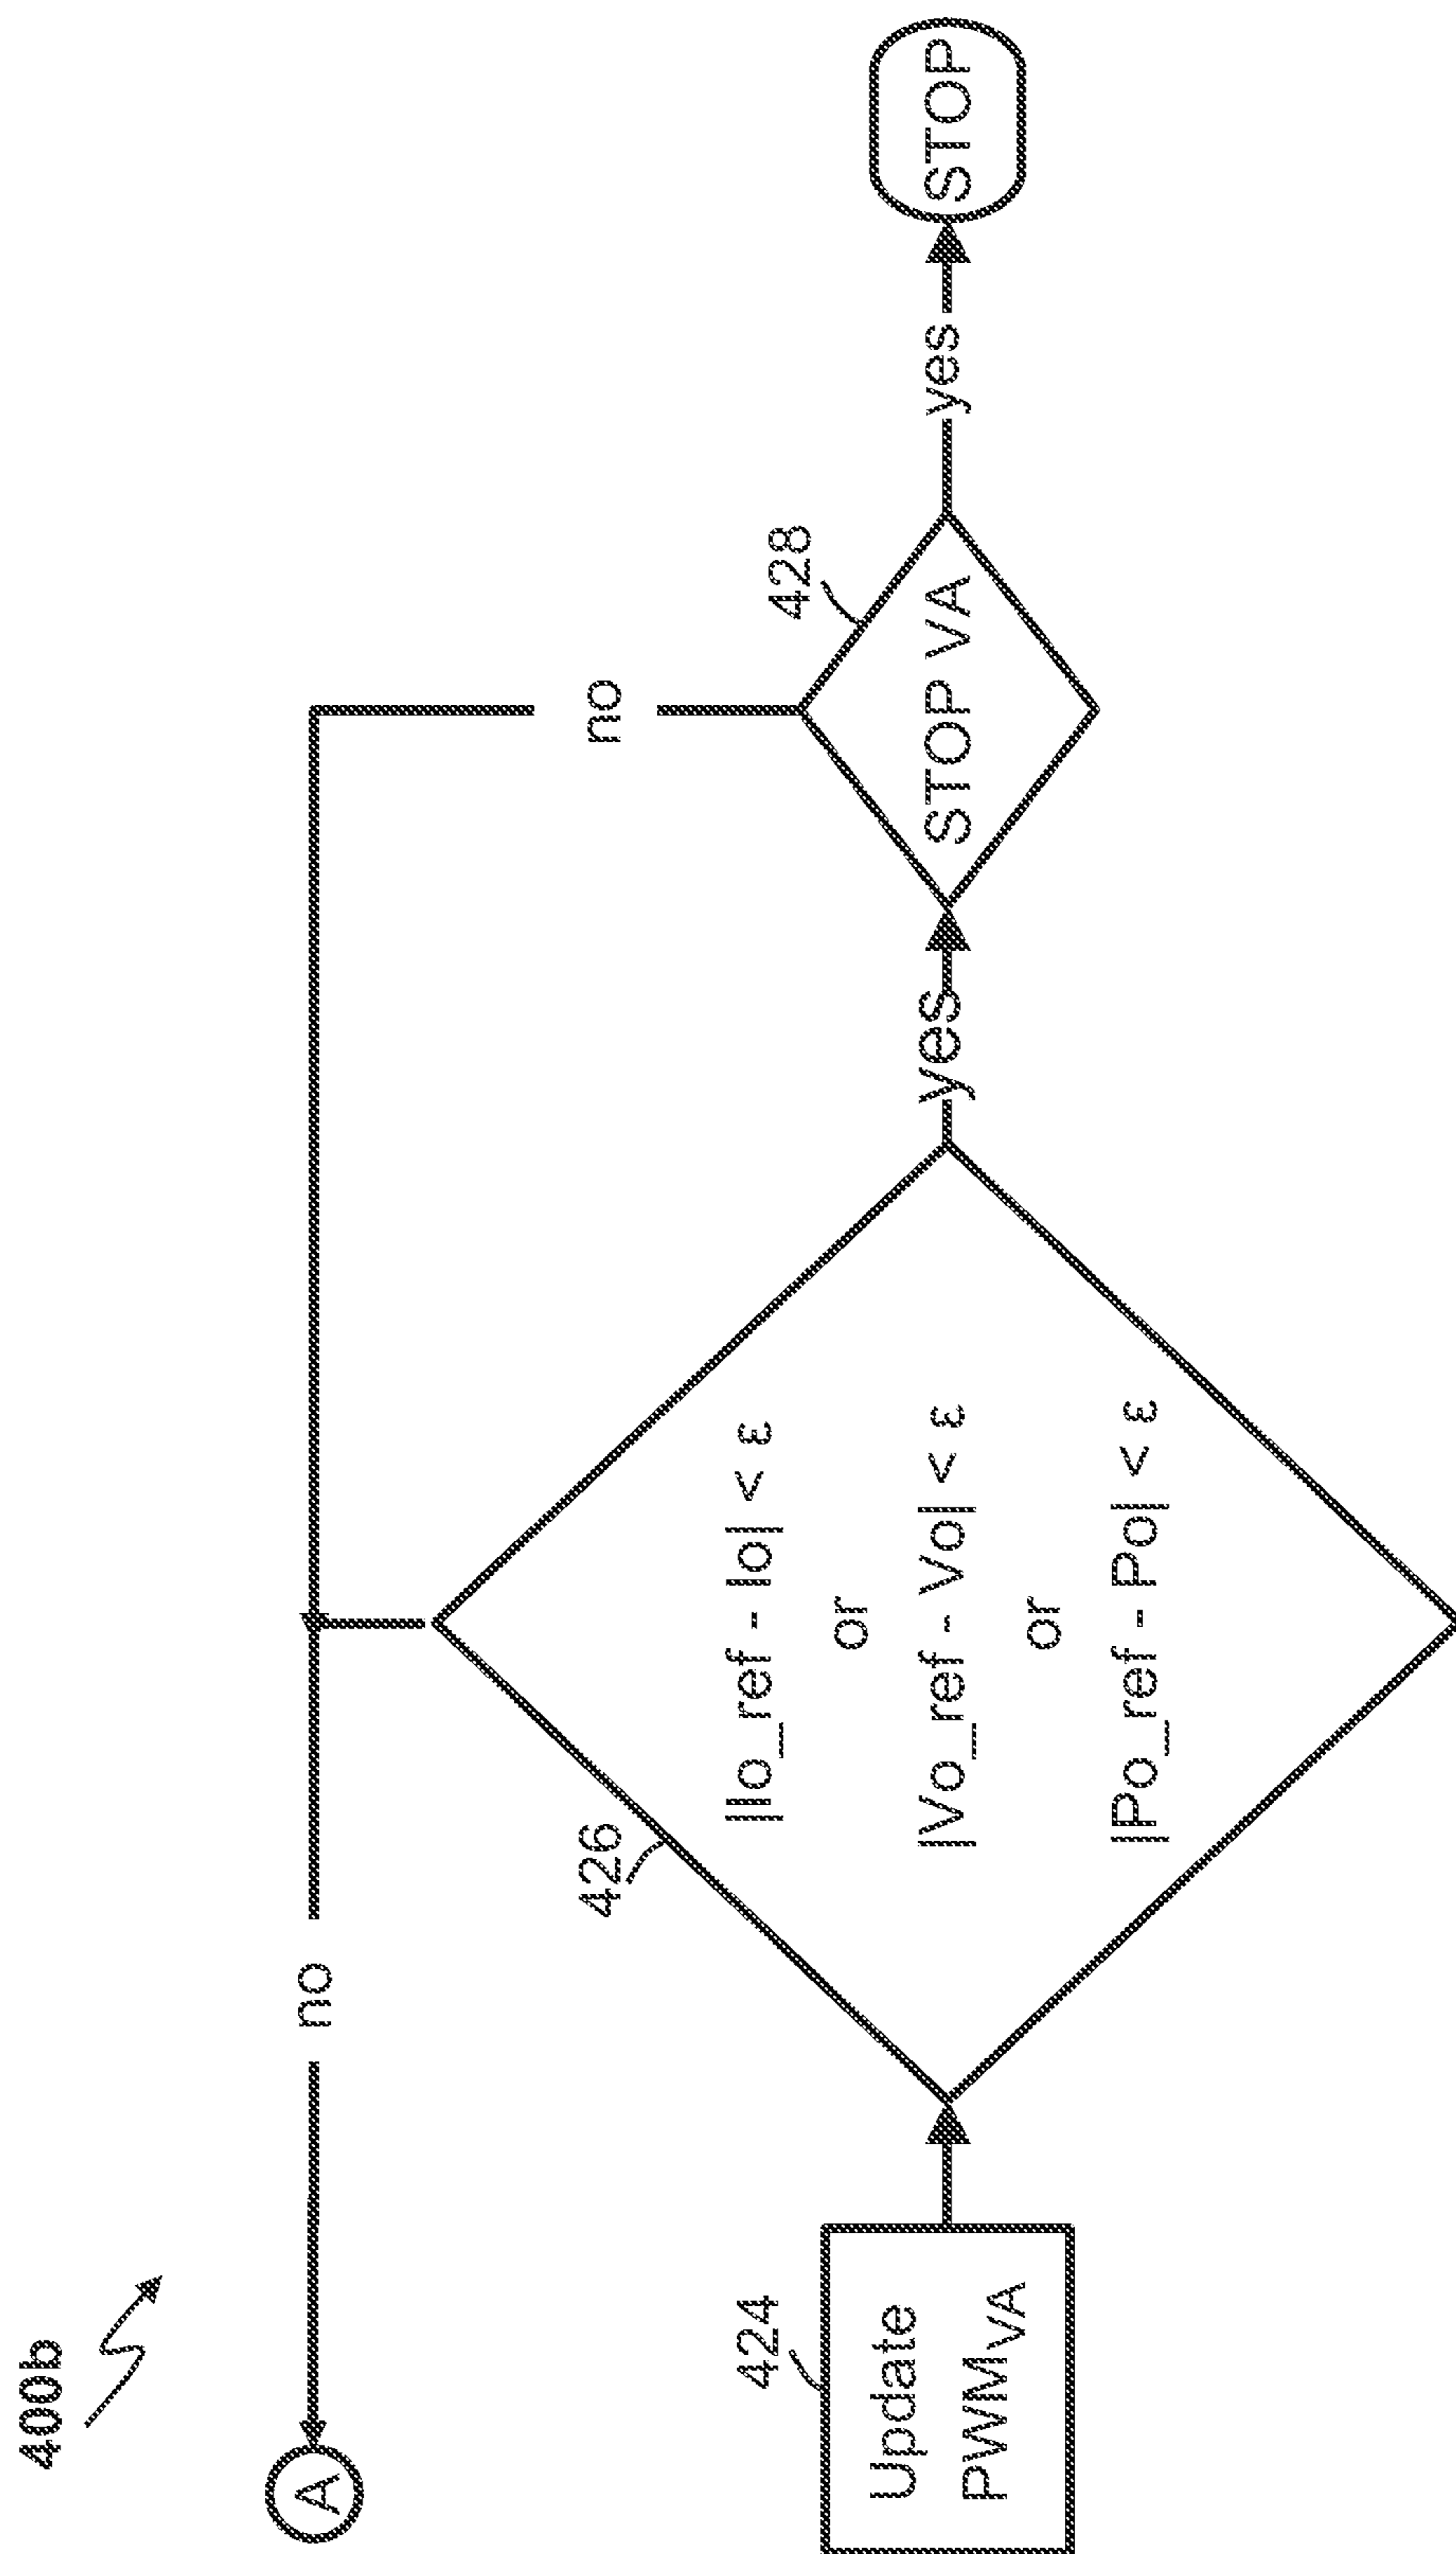 400b
A
no
424
Update
PWMVA
426
|Io_ref - Io| < ε
or
|Vo_ref - Vo| < ε
or
|Po_ref - Po| < ε
yes
no
428
STOP VA
yes
STOP